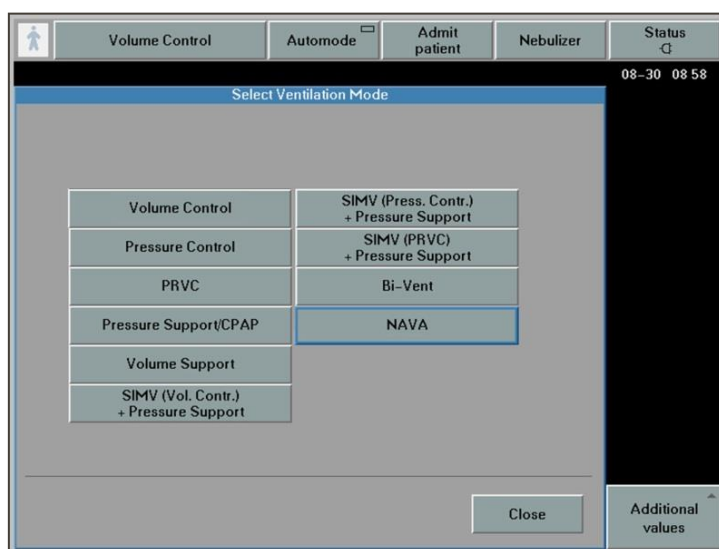 Volume Control
Automode
Admit
patient
Nebulizer
Status
08-30 08 58
Select Ventilation Mode
Volume Control
SIMV (Press. Contr.)
+ Pressure Support
Pressure Control
SIMV (PRVC)
+ Pressure Support
PRVC
Bi-Vent
Pressure Support/CPAP
NAVA
Volume Support
SIMV (Vol. Contr.)
+ Pressure Support
Close
Additional
values